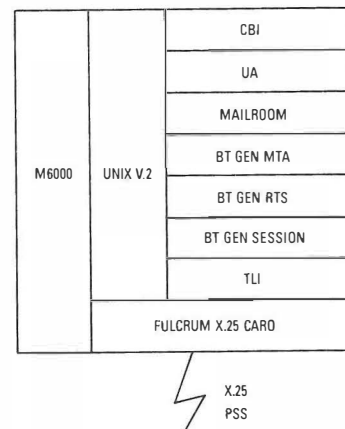 CBI
UA
MAILROOM
BT GEN MTA
M6000
UNIX V.2
BT GEN RTS
BT GEN SESSION
TLI
FULCRUM X.25 CARO
X.25
PSS